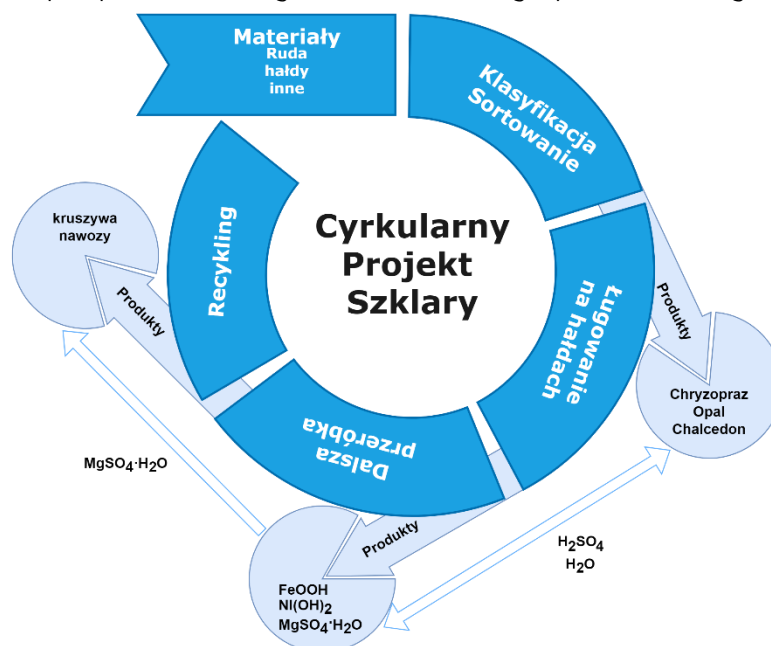 Materiały
Ruda
hałdy
inne
Klasyfikacja
Sortowanie
Cyrkularny
Projekt
Szklary
Recykling
kruszywa
nawozy
Produkty
Ługowanie
na hałdach
Produkty
Chryzopraz
Opal
Chalcedon
Dalsza
przeróbka
MgSO4·H2O
Produkty
H2SO4
H2O
FeOOH
NI(OH)2
MgSO4·H2O